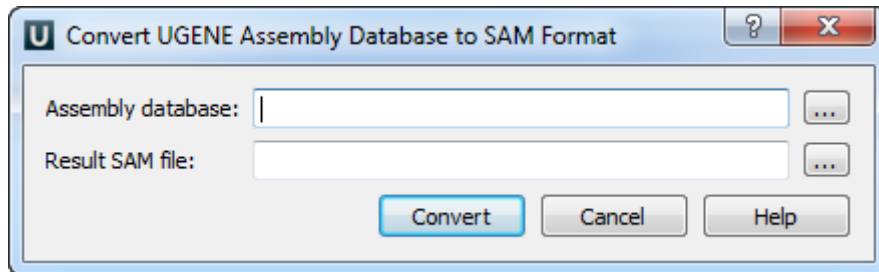 U Convert UGENE Assembly Database to SAM Format ? X
Assembly database: ...
Result SAM file: ...
Convert Cancel Help